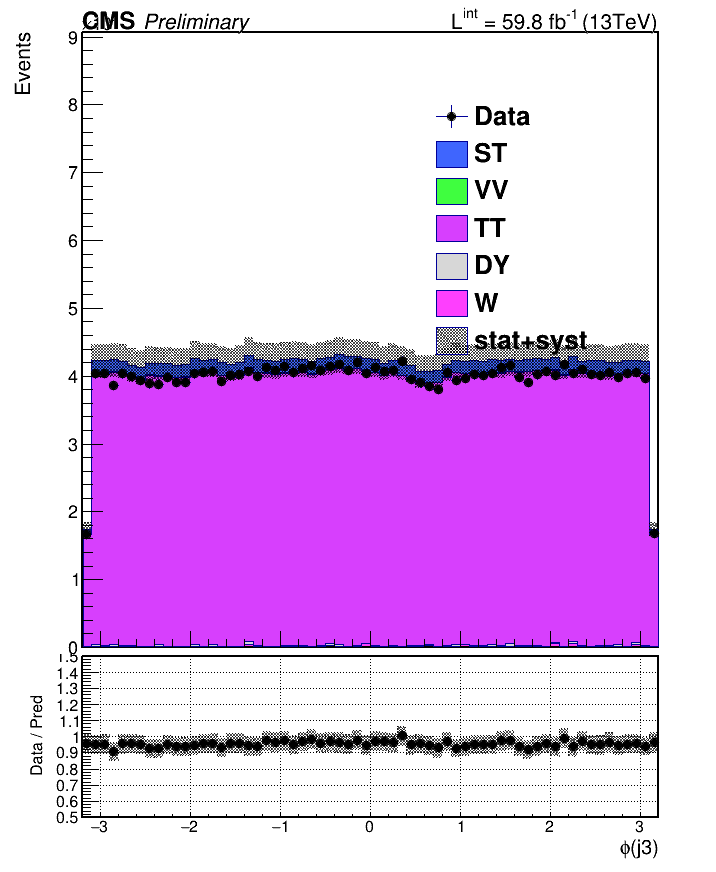 CMS Preliminary
L^int = 59.8 fb^-1 (13TeV)
Events
9
8
7
6
5
4
3
2
1
0
Data
ST
VV
TT
DY
W
stat+syst
Data / Pred
1.5
1.4
1.3
1.2
1.1
1
0.9
0.8
0.7
0.6
0.5
−3 −2 −1 0 1 2 3
ϕ(j3)